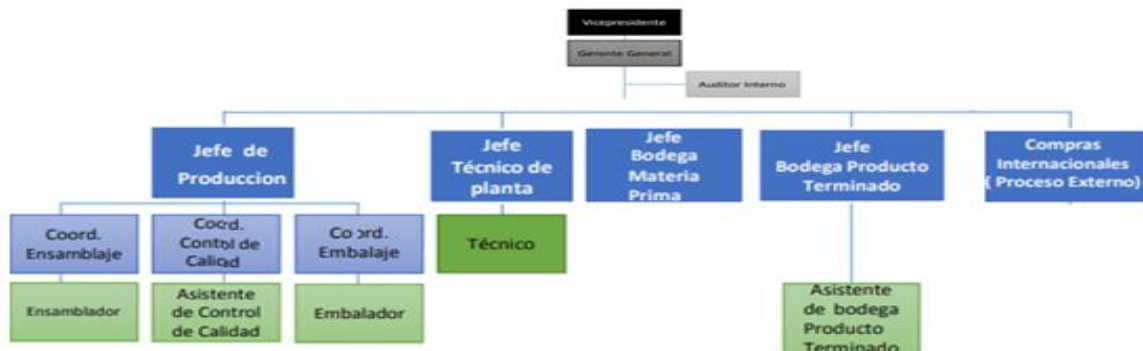 Vicepresidente
Gerente General
Auditor Interno
Jefe de
Produccion
Jefe
Técnico de
planta
Jefe
Bodega
Materia
Prima
Jefe
Bodega Producto
Terminado
Compras
Internacionales
( Proceso Externo)
Coord.
Ensamblaje
Coord.
Control de
Calidad
Coord.
Embalaje
Técnico
Ensamblador
Asistente
de Control
de Calidad
Embalador
Asistente
de bodega
Producto
Terminado